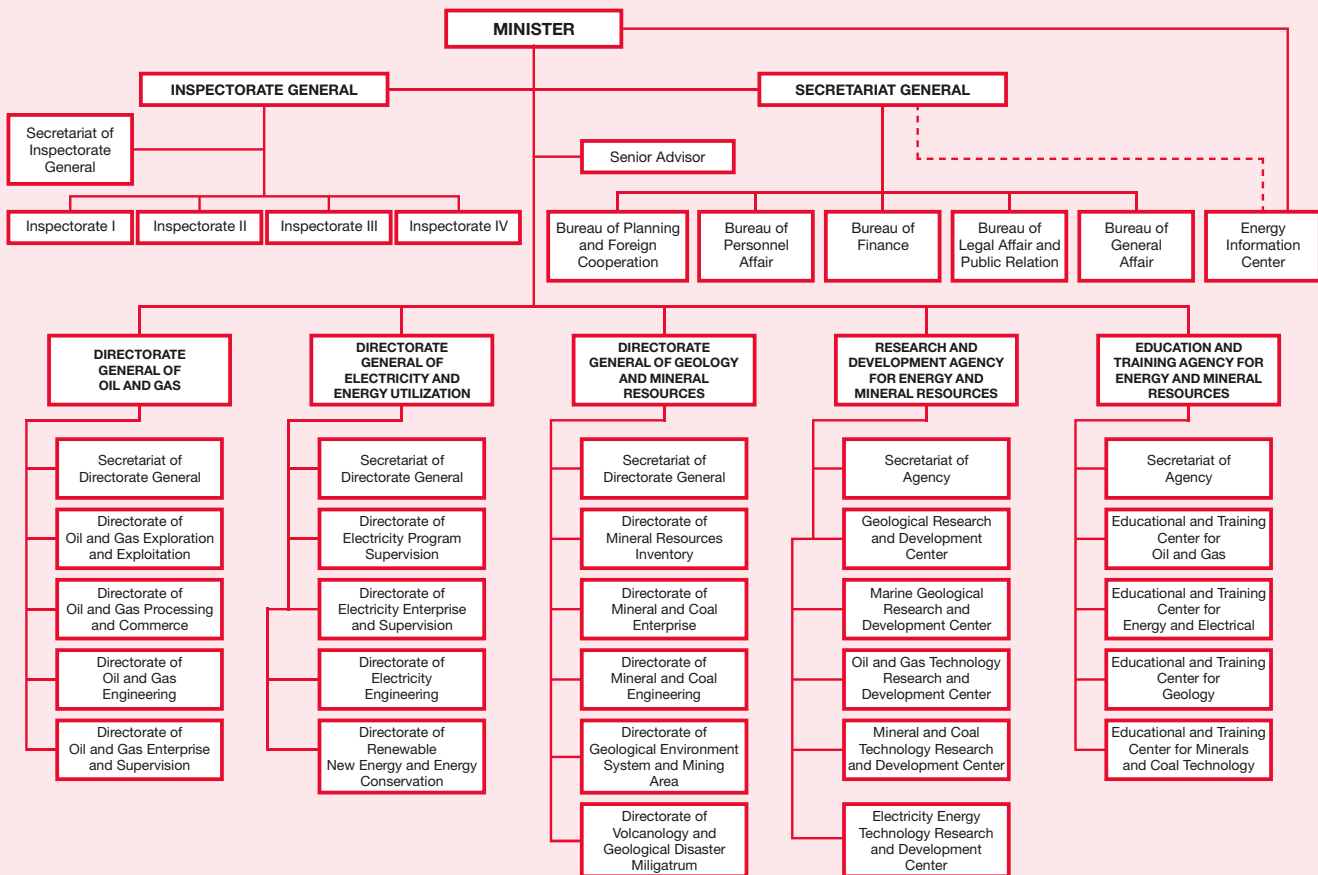 MINISTER
INSPECTORATE GENERAL
SECRETARIAT GENERAL
Secretariat of
Inspectorate
General
Senior Advisor
Inspectorate I
Inspectorate II
Inspectorate III
Inspectorate IV
Bureau of Planning
and Foreign
Cooperation
Bureau of
Personnel
Affair
Bureau of
Finance
Bureau of
Legal Affair and
Public Relation
Bureau of
General
Affair
Energy
Information
Center
DIRECTORATE
GENERAL OF
OIL AND GAS
DIRECTORATE
GENERAL OF
ELECTRICITY AND
ENERGY UTILIZATION
DIRECTORATE
GENERAL OF GEOLOGY
AND MINERAL
RESOURCES
RESEARCH AND
DEVELOPMENT AGENCY
FOR ENERGY AND
MINERAL RESOURCES
EDUCATION AND
TRAINING AGENCY FOR
ENERGY AND MINERAL
RESOURCES
Secretariat of
Directorate General
Directorate of
Oil and Gas Exploration
and Exploitation
Directorate of
Oil and Gas Processing
and Commerce
Directorate of
Oil and Gas
Engineering
Directorate of
Oil and Gas Enterprise
and Supervision
Secretariat of
Directorate General
Directorate of
Electricity Program
Supervision
Directorate of
Electricity Enterprise
and Supervision
Directorate of
Electricity
Engineering
Directorate of
Renewable
New Energy and Energy
Conservation
Secretariat of
Directorate General
Directorate of
Mineral Resources
Inventory
Directorate of
Mineral and Coal
Enterprise
Directorate of
Mineral and Coal
Engineering
Directorate of
Geological Environment
System and Mining
Area
Directorate of
Volcanology and
Geological Disaster
Miligatrum
Secretariat of
Agency
Geological Research
and Development
Center
Marine Geological
Research and
Development Center
Oil and Gas Technology
Research and
Development Center
Mineral and Coal
Technology Research
and Development Center
Electricity Energy
Technology Research
and Development
Center
Secretariat of
Agency
Educational and Training
Center for
Oil and Gas
Educational and Training
Center for
Energy and Electrical
Educational and Training
Center for
Geology
Educational and Training
Center for Minerals
and Coal Technology